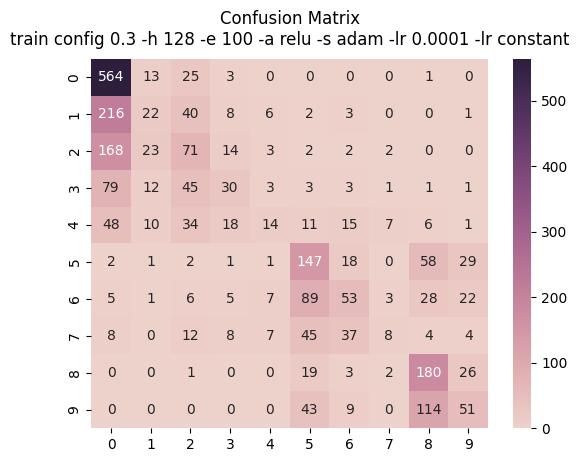 Confusion Matrix
train config 0.3 -h 128 -e 100 -a relu -s adam -lr 0.0001 -lr constant
0 564 13 25 3 0 0 0 0 1 0
1 216 22 40 8 6 2 3 0 0 1
2 168 23 71 14 3 2 2 2 0 0
3 79 12 45 30 3 3 3 1 1 1
4 48 10 34 18 14 11 15 7 6 1
5 2 1 2 1 1 147 18 0 58 29
6 5 1 6 5 7 89 53 3 28 22
7 8 0 12 8 7 45 37 8 4 4
8 0 0 1 0 0 19 3 2 180 26
9 0 0 0 0 0 43 9 0 114 51
0 1 2 3 4 5 6 7 8 9
500
400
300
200
100
0